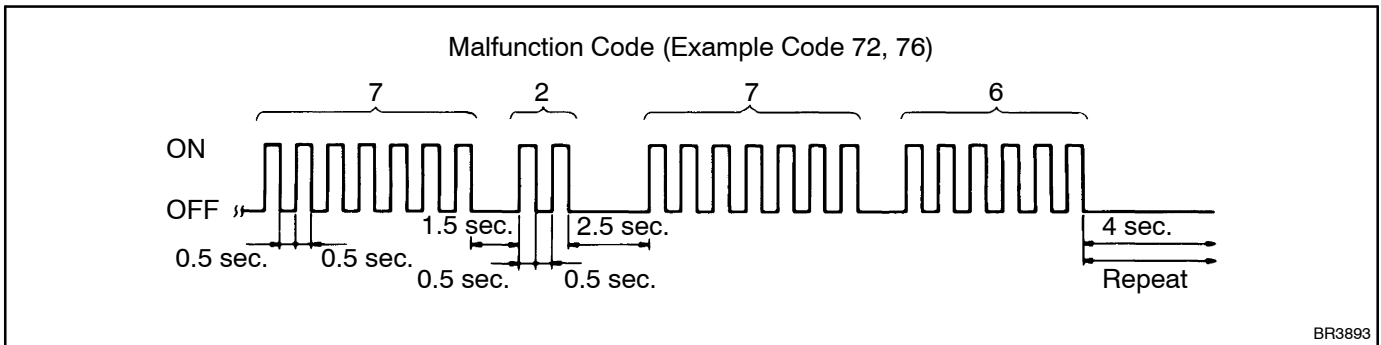 Malfunction Code (Example Code 72, 76)
7 2 7 6
ON
OFF
1.5 sec. 2.5 sec. 4 sec.
0.5 sec. 0.5 sec.
0.5 sec. 0.5 sec. Repeat
BR3893